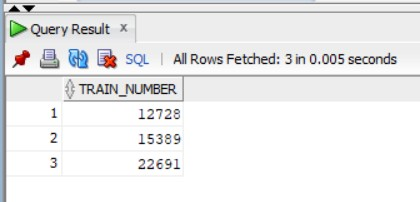 Query Result x
SQL | All Rows Fetched: 3 in 0.005 seconds
TRAIN_NUMBER
1 12728
2 15389
3 22691